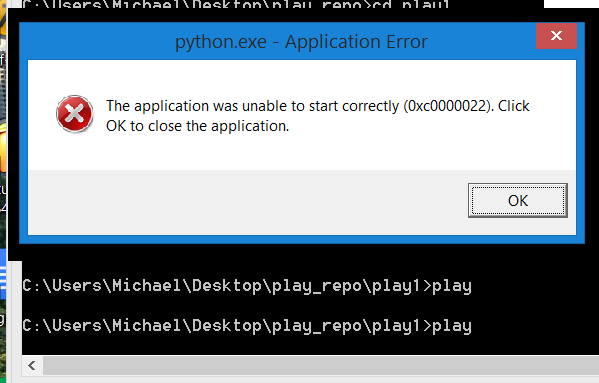 C:\Users\Michael\Desktop\play_repo>cd play1
python.exe - Application Error
The application was unable to start correctly (0xc0000022). Click
OK to close the application.
OK
C:\Users\Michael\Desktop\play_repo\play1>play
C:\Users\Michael\Desktop\play_repo\play1>play